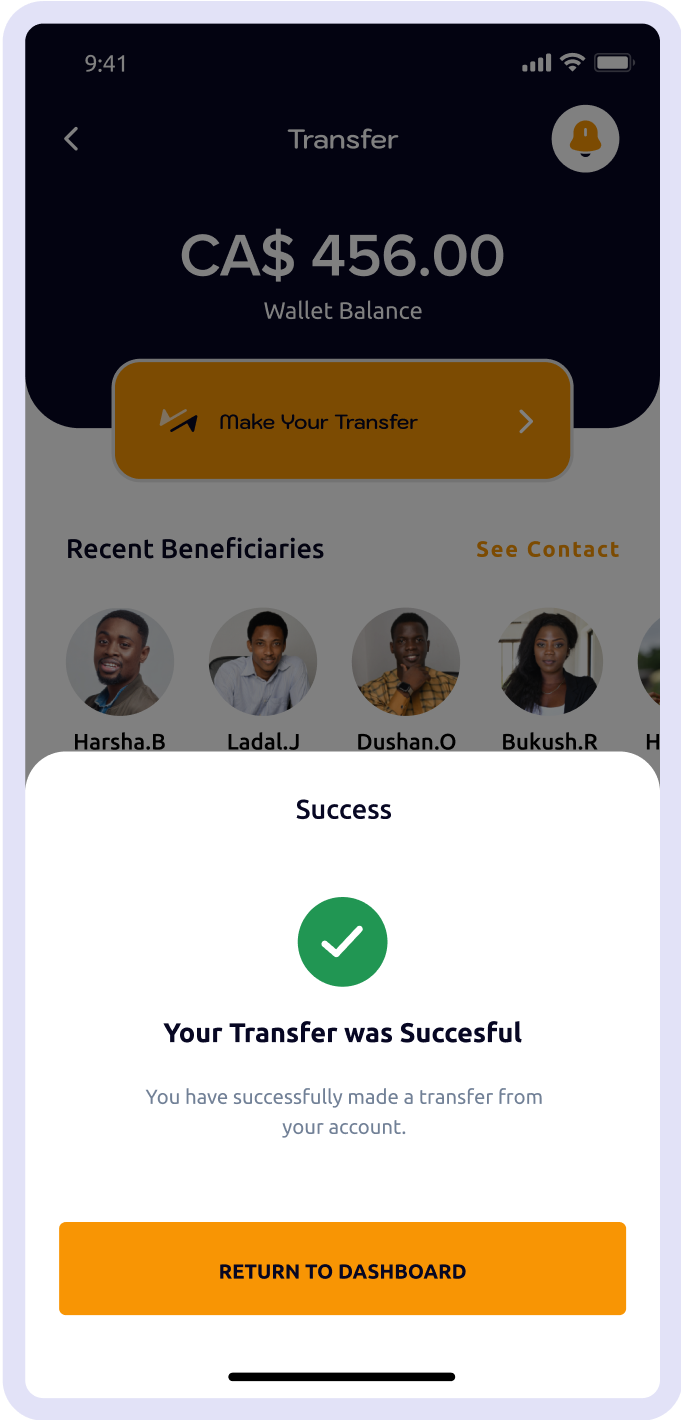 9:41
Transfer
CA$ 456.00
Wallet Balance
Make Your Transfer
Recent Beneficiaries
See Contact
Harsha.B
Ladal.J
Dushan.O
Bukush.R
H
Success
Your Transfer was Succesful
You have successfully made a transfer from
your account.
RETURN TO DASHBOARD